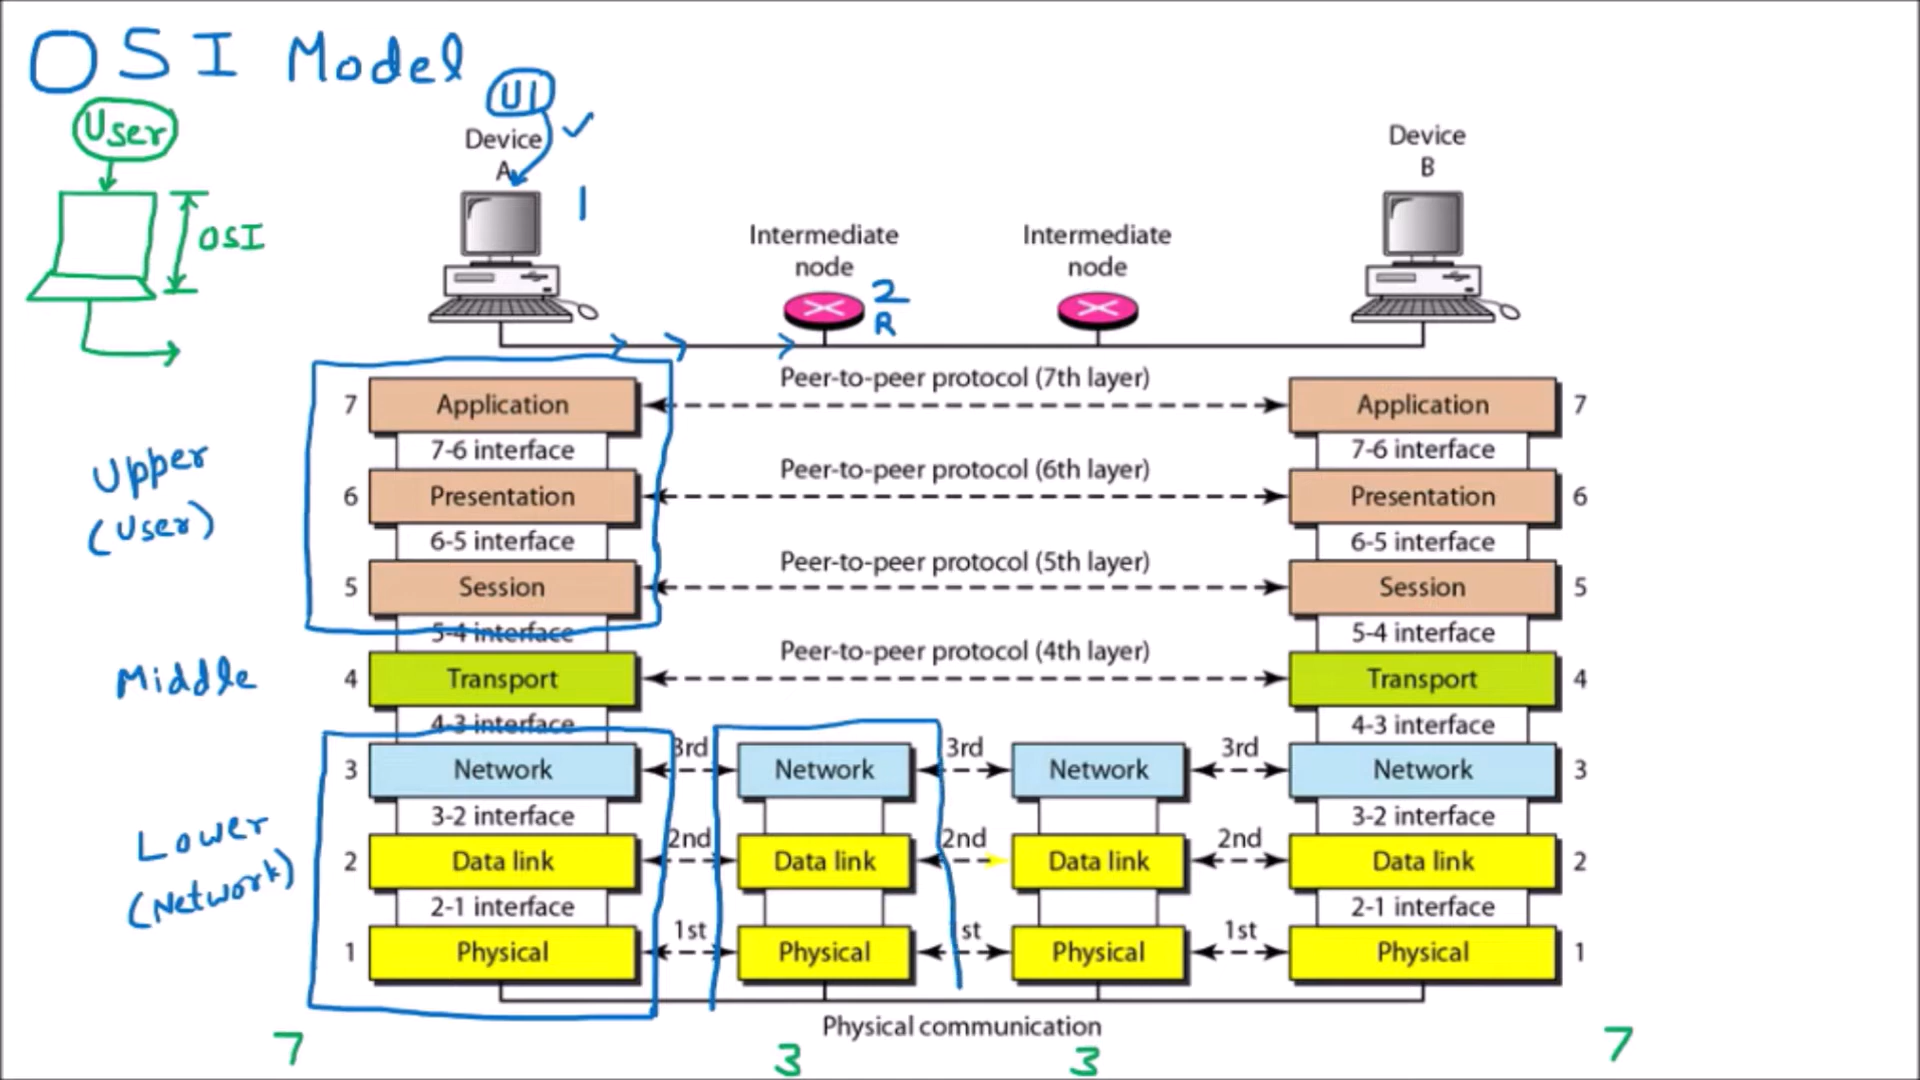 OSI Model
User
OSI
U1
Device
A
1
Intermediate
node
2
R
Intermediate
node
Device
B
Upper
(User)
Middle
Lower
(Network)
7 Application
7-6 interface
6 Presentation
6-5 interface
5 Session
5-4 interface
4 Transport
4-3 interface
3 Network
3-2 interface
2 Data link
2-1 interface
1 Physical
Peer-to-peer protocol (7th layer)
Peer-to-peer protocol (6th layer)
Peer-to-peer protocol (5th layer)
Peer-to-peer protocol (4th layer)
3rd Network 3rd Network 3rd
2nd Data link 2nd Data link 2nd
1st Physical st Physical 1st
Application 7
7-6 interface
Presentation 6
6-5 interface
Session 5
5-4 interface
Transport 4
4-3 interface
Network 3
3-2 interface
Data link 2
2-1 interface
Physical 1
Physical communication
7 3 3 7